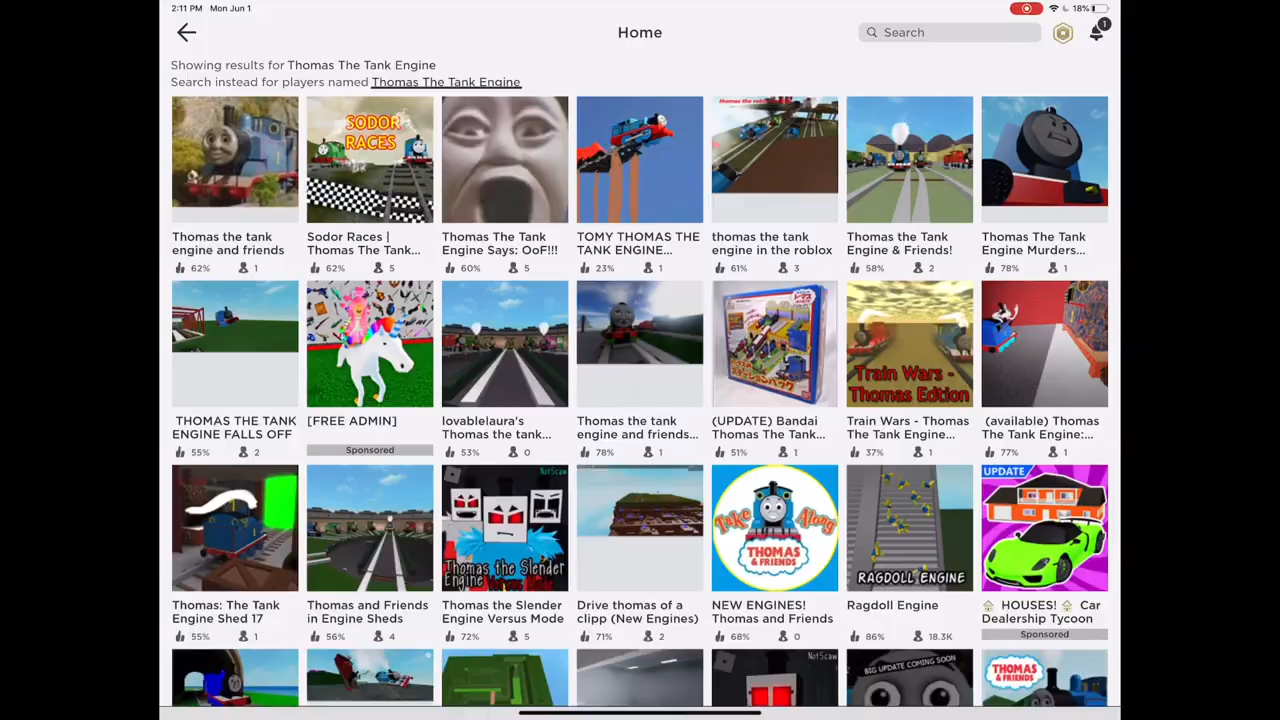 2:11 PM Mon Jun 1
18%
Home
Search
1
Showing results for Thomas The Tank Engine
Search instead for players named Thomas The Tank Engine
SODOR
RACES
Thomas the tank
engine and friends
62% 1
Sodor Races |
Thomas The Tank...
62% 5
Thomas The Tank
Engine Says: OoF!!!
60% 5
TOMY THOMAS THE
TANK ENGINE...
23% 1
thomas the tank
engine in the roblox
61% 3
Thomas the Tank
Engine & Friends!
58% 2
Thomas The Tank
Engine Murders...
78% 1
Train Wars -
Thomas Edtion
THOMAS THE TANK
ENGINE FALLS OFF
55% 2
[FREE ADMIN]
Sponsored
lovablelaura's
Thomas the tank...
53% 0
Thomas the tank
engine and friends...
78% 1
(UPDATE) Bandai
Thomas The Tank...
51% 1
Train Wars - Thomas
The Tank Engine...
37% 1
(available) Thomas
The Tank Engine:...
77% 1
NotScaw
Thomas the Slender
Engine Versus Mode
Take Along
THOMAS
& FRIENDS
RAGDOLL ENGINE
UPDATE
Thomas: The Tank
Engine Shed 17
55% 1
Thomas and Friends
in Engine Sheds
56% 4
Thomas the Slender
Engine Versus Mode
72% 5
Drive thomas of a
clipp (New Engines)
71% 2
NEW ENGINES!
Thomas and Friends
68% 0
Ragdoll Engine
86% 18.3K
HOUSES! Car
Dealership Tycoon
Sponsored
NotScaw
BIG UPDATE COMING SOON
THOMAS
& FRIENDS